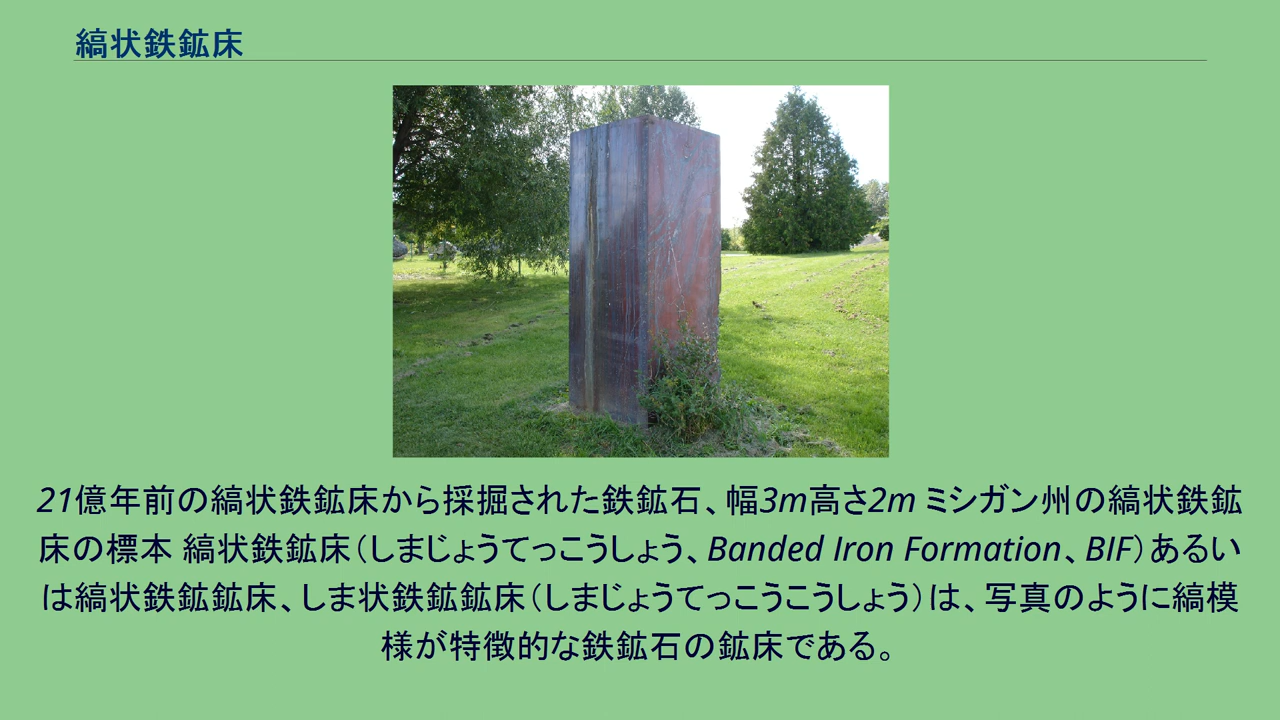 縞状鉄鉱床
21億年前の縞状鉄鉱床から採掘された鉄鉱石、幅3m高さ2m ミシガン州の縞状鉄鉱
床の標本 縞状鉄鉱床（しまじょうてっこうしょう、Banded Iron Formation、BIF）あるい
は縞状鉄鉱鉱床、しま状鉄鉱鉱床（しまじょうてっこうこうしょう）は、写真のように縞模
様が特徴的な鉄鉱石の鉱床である。